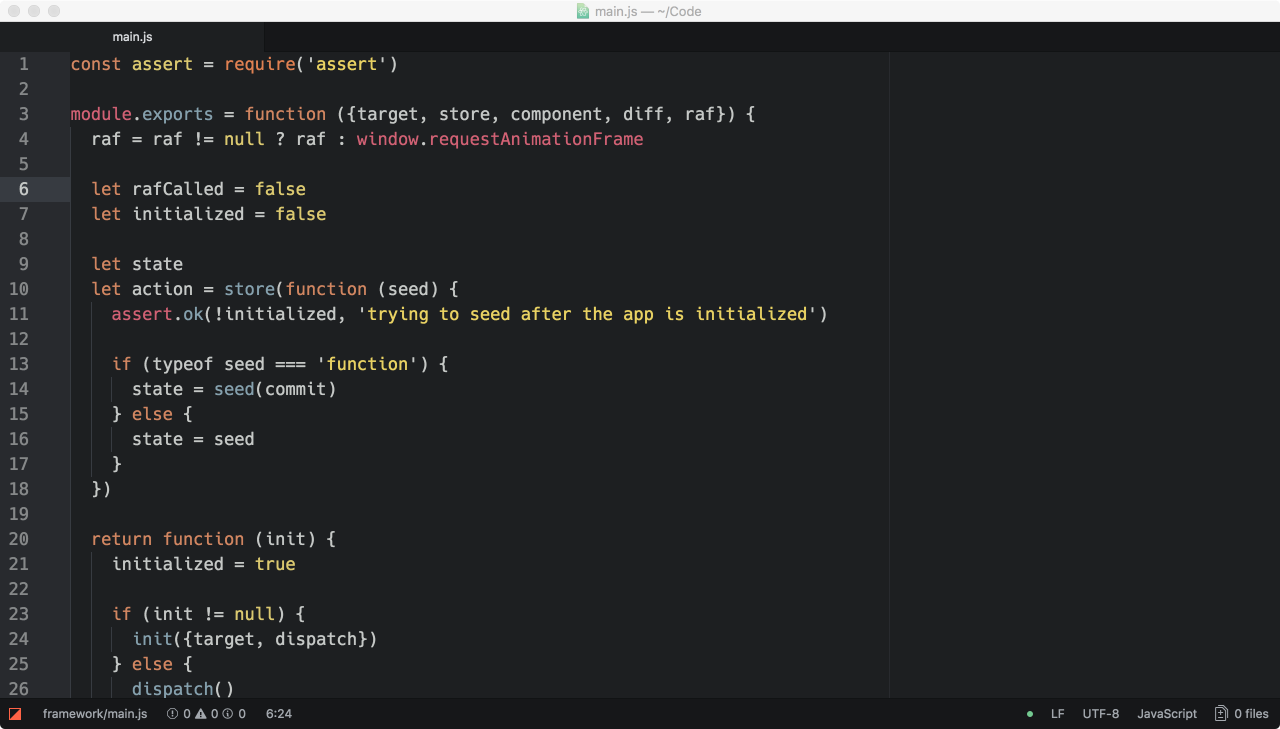 main.js — ~/Code
main.js
1 const assert = require('assert')
2
3 module.exports = function ({target, store, component, diff, raf}) {
4 raf = raf != null ? raf : window.requestAnimationFrame
5
6 let rafCalled = false
7 let initialized = false
8
9 let state
10 let action = store(function (seed) {
11 assert.ok(!initialized, 'trying to seed after the app is initialized')
12
13 if (typeof seed === 'function') {
14 state = seed(commit)
15 } else {
16 state = seed
17 }
18 })
19
20 return function (init) {
21 initialized = true
22
23 if (init != null) {
24 init({target, dispatch})
25 } else {
26 dispatch()
framework/main.js 0 0 0 6:24 LF UTF-8 JavaScript 0 files